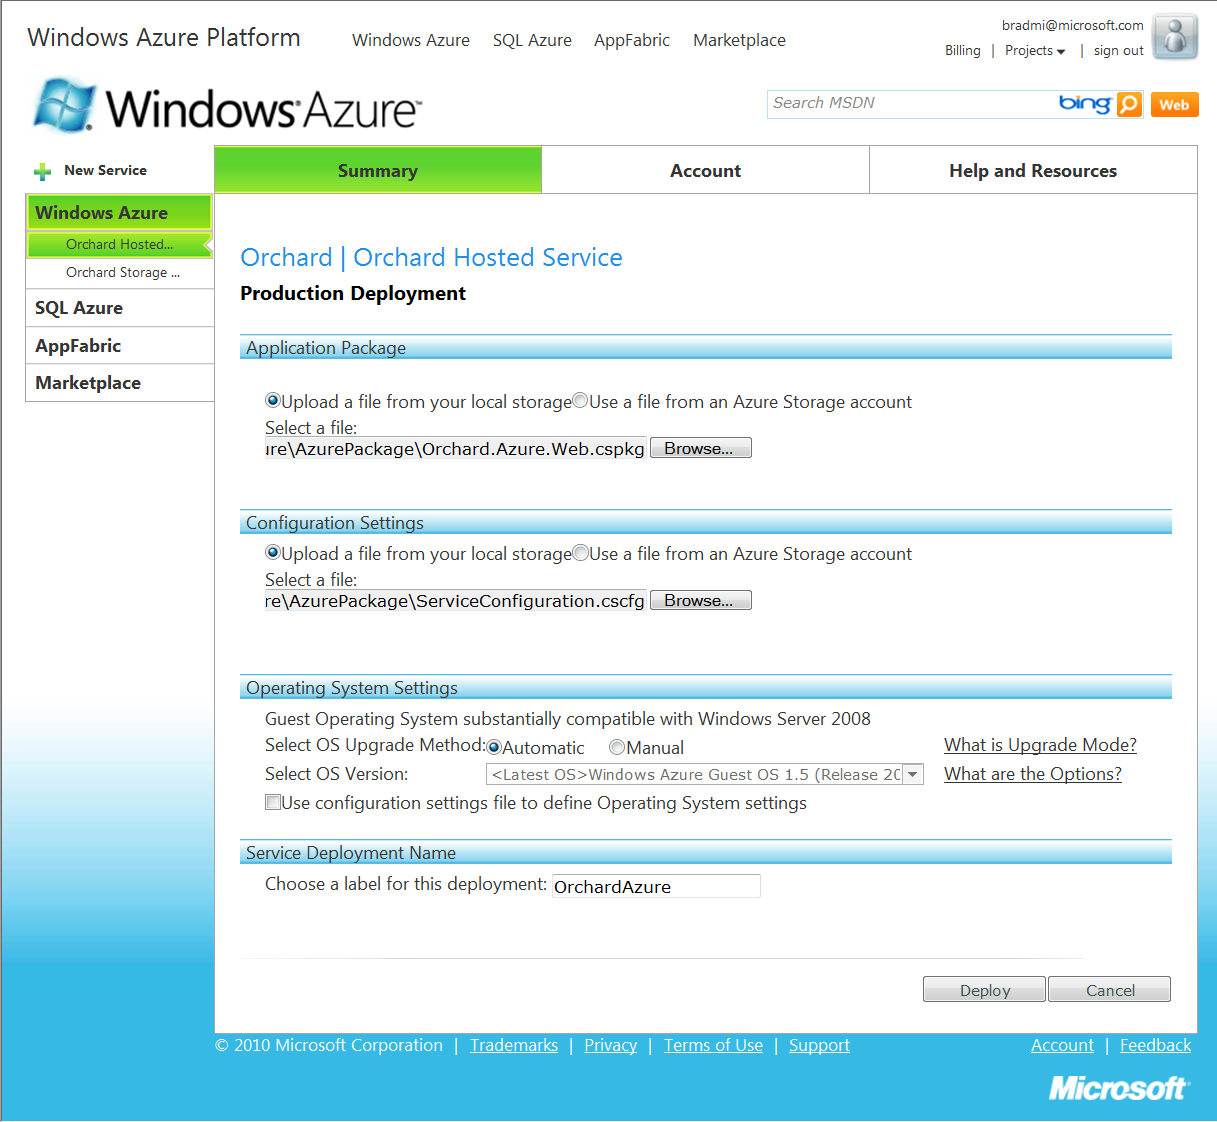 Windows Azure Platform
Windows Azure SQL Azure AppFabric Marketplace
bradmi@microsoft.com
Billing | Projects | sign out
Windows Azure™
Search MSDN bing Web
New Service
Summary Account Help and Resources
Windows Azure
Orchard Hosted...
Orchard Storage ...
SQL Azure
AppFabric
Marketplace
Orchard | Orchard Hosted Service
Production Deployment
Application Package
Upload a file from your local storage Use a file from an Azure Storage account
Select a file:
ure\AzurePackage\Orchard.Azure.Web.cspkg Browse...
Configuration Settings
Upload a file from your local storage Use a file from an Azure Storage account
Select a file:
re\AzurePackage\ServiceConfiguration.cscfg Browse...
Operating System Settings
Guest Operating System substantially compatible with Windows Server 2008
Select OS Upgrade Method: Automatic Manual What is Upgrade Mode?
Select OS Version: <Latest OS>Windows Azure Guest OS 1.5 (Release 20 What are the Options?
Use configuration settings file to define Operating System settings
Service Deployment Name
Choose a label for this deployment: OrchardAzure
Deploy Cancel
© 2010 Microsoft Corporation | Trademarks | Privacy | Terms of Use | Support Account | Feedback
Microsoft